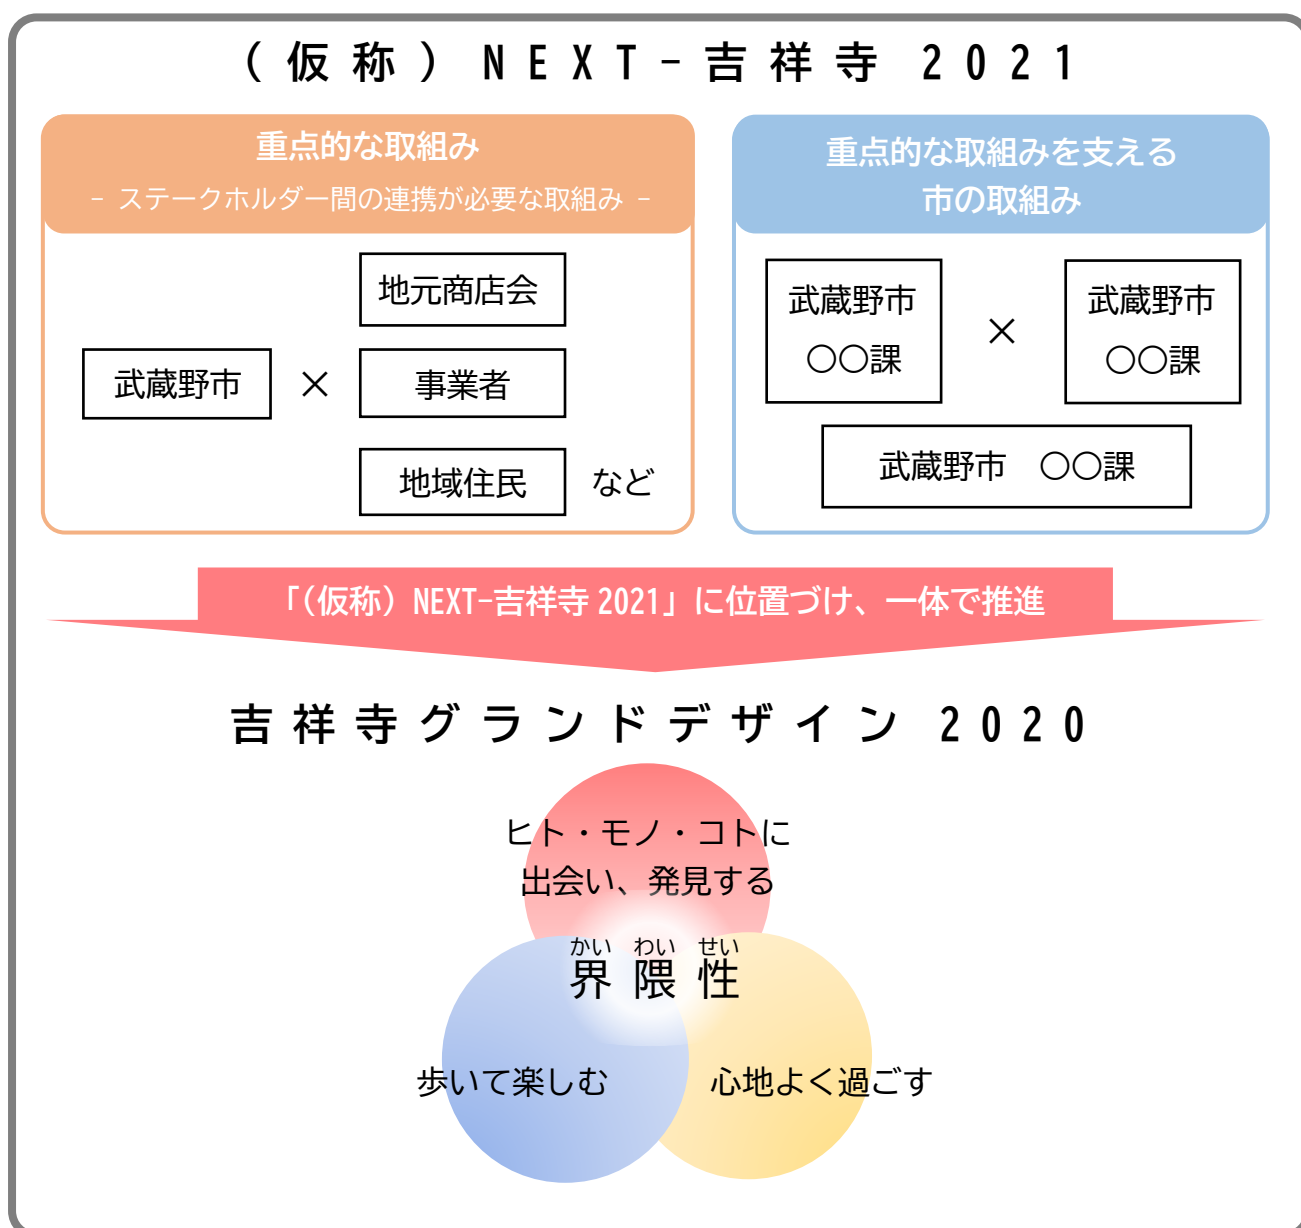 （仮称）NEXT-吉祥寺 2021
重点的な取組み
- ステークホルダー間の連携が必要な取組み -
地元商店会
武蔵野市
×
事業者
地域住民
など
重点的な取組みを支える
市の取組み
武蔵野市
○○課
×
武蔵野市
○○課
武蔵野市　○○課
「（仮称）NEXT-吉祥寺 2021」に位置づけ、一体で推進
吉祥寺グランドデザイン 2020
ヒト・モノ・コトに
出会い、発見する
かい わい せい
界隈性
歩いて楽しむ
心地よく過ごす